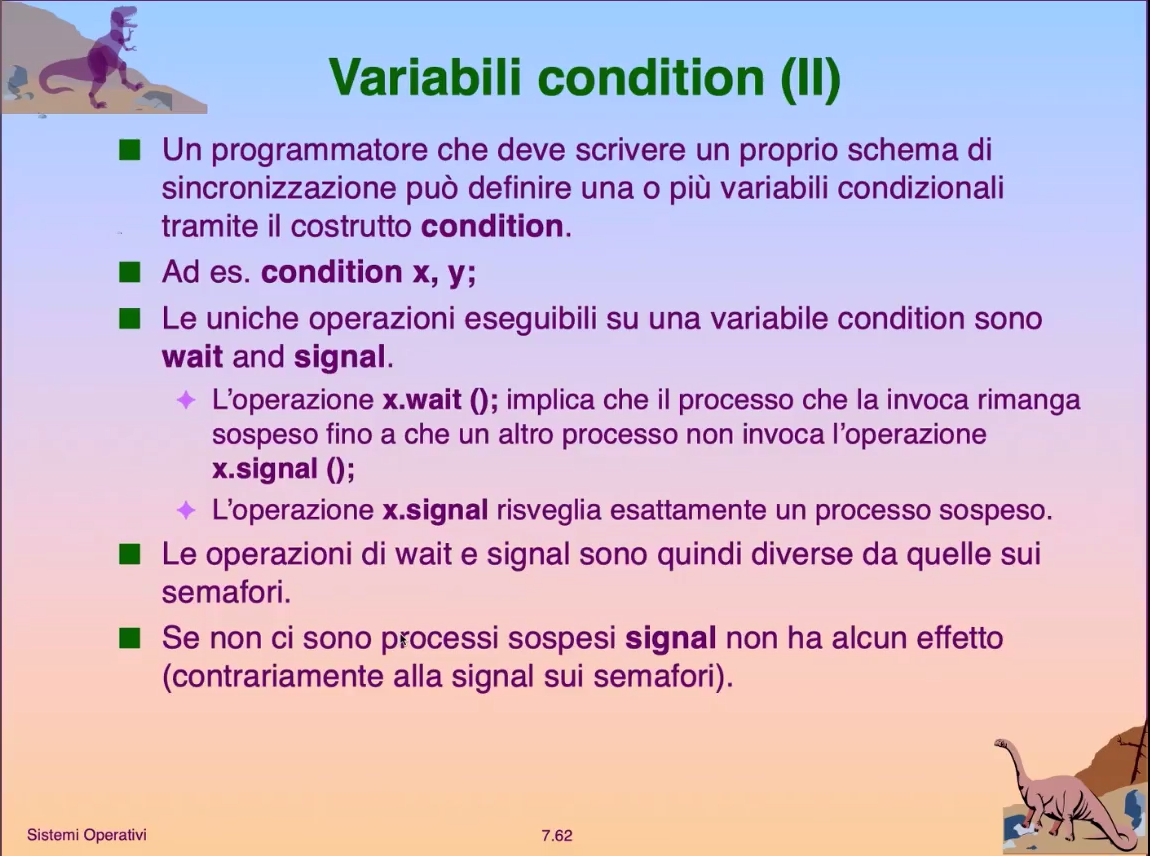 Variabili condition (II)
Un programmatore che deve scrivere un proprio schema di
sincronizzazione può definire una o più variabili condizionali
tramite il costrutto condition.
Ad es. condition x, y;
Le uniche operazioni eseguibili su una variabile condition sono
wait and signal.
L'operazione x.wait (); implica che il processo che la invoca rimanga
sospeso fino a che un altro processo non invoca l'operazione
x.signal ();
L'operazione x.signal risveglia esattamente un processo sospeso.
Le operazioni di wait e signal sono quindi diverse da quelle sui
semafori.
Se non ci sono processi sospesi signal non ha alcun effetto
(contrariamente alla signal sui semafori).
Sistemi Operativi
7.62